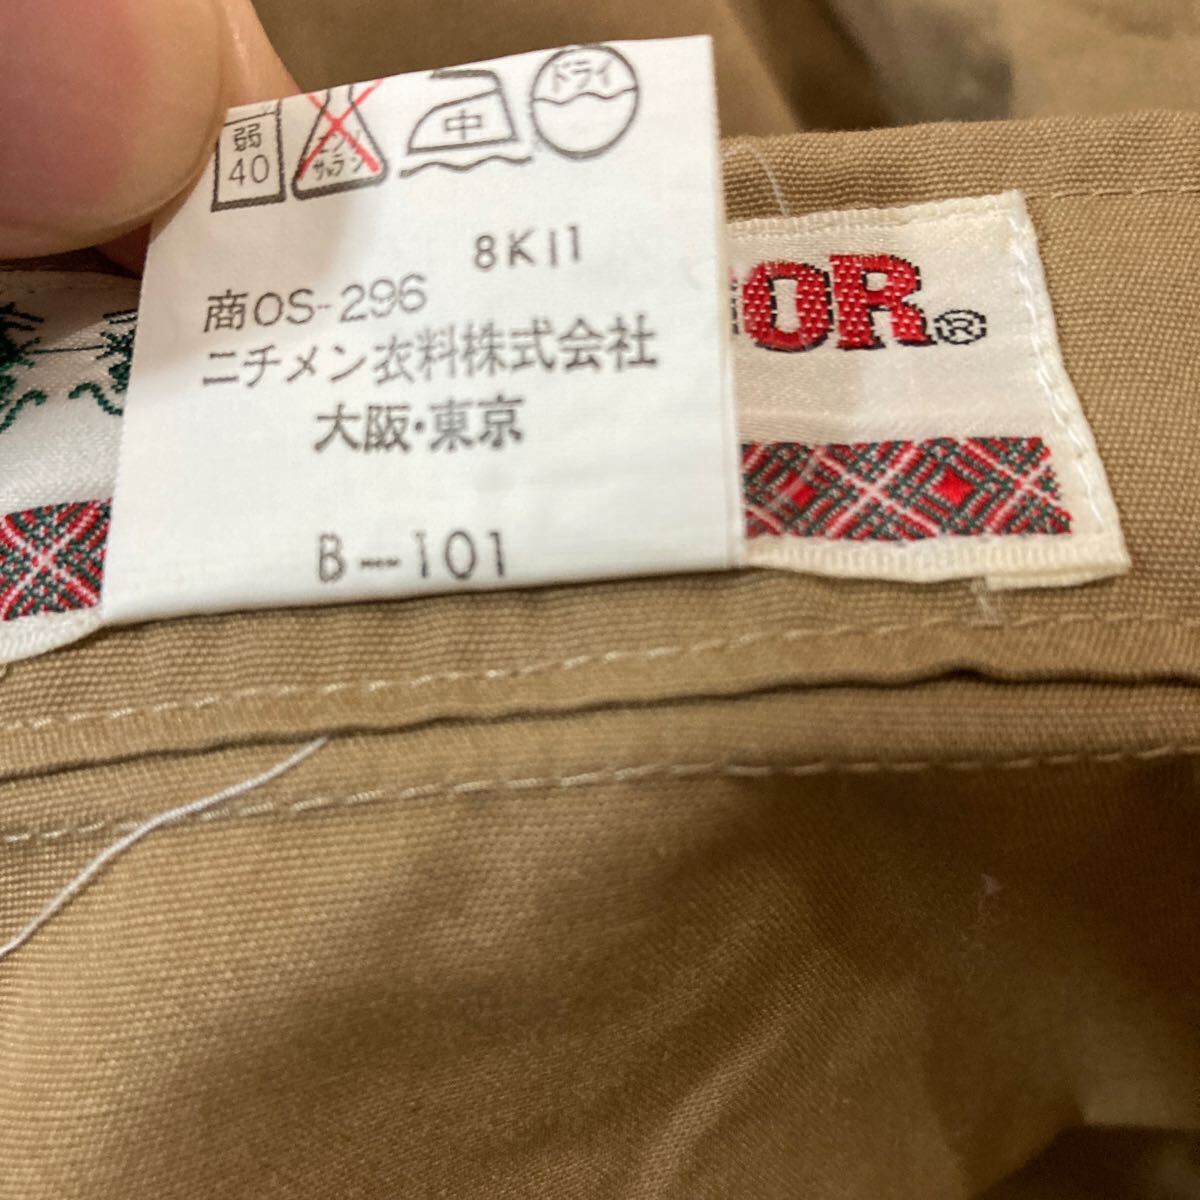 弱
40
エンソ
サラシ
中
ドライ
8K11
商OS-296
ニチメン衣料株式会社
大阪・東京
B-101
OR®